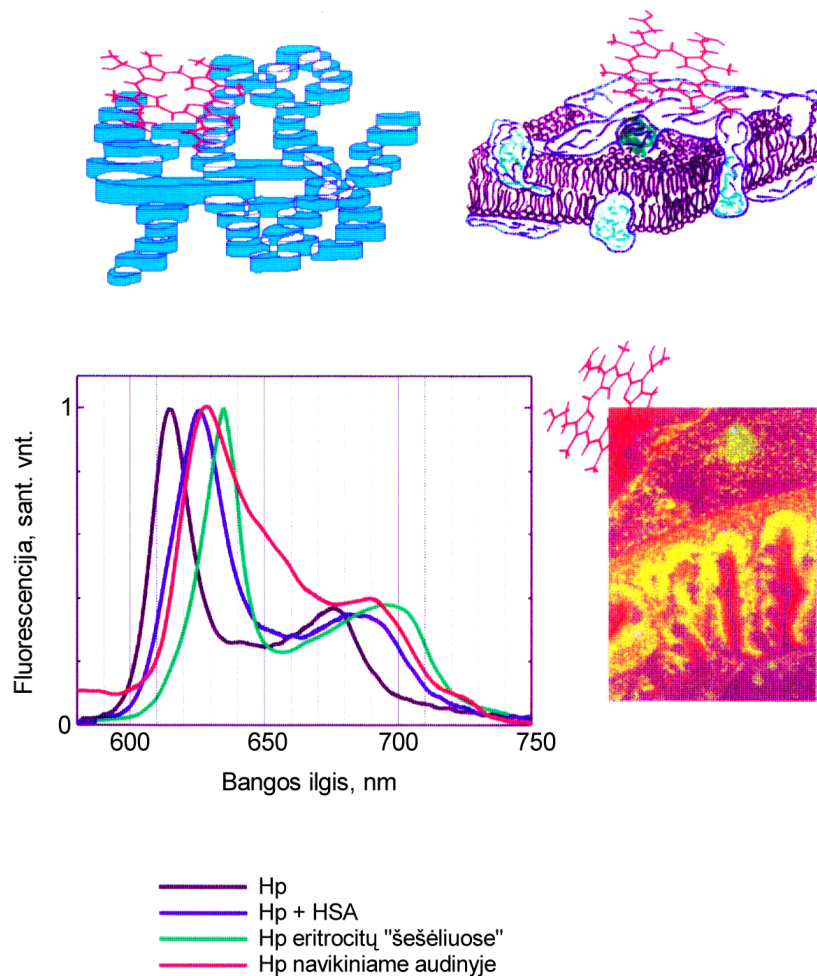 Fluorescencija, sant. vnt.
1
0
600 650 700 750
Bangos ilgis, nm
Hp
Hp + HSA
Hp eritrocitų "šešėliuose"
Hp navikiniame audinyje